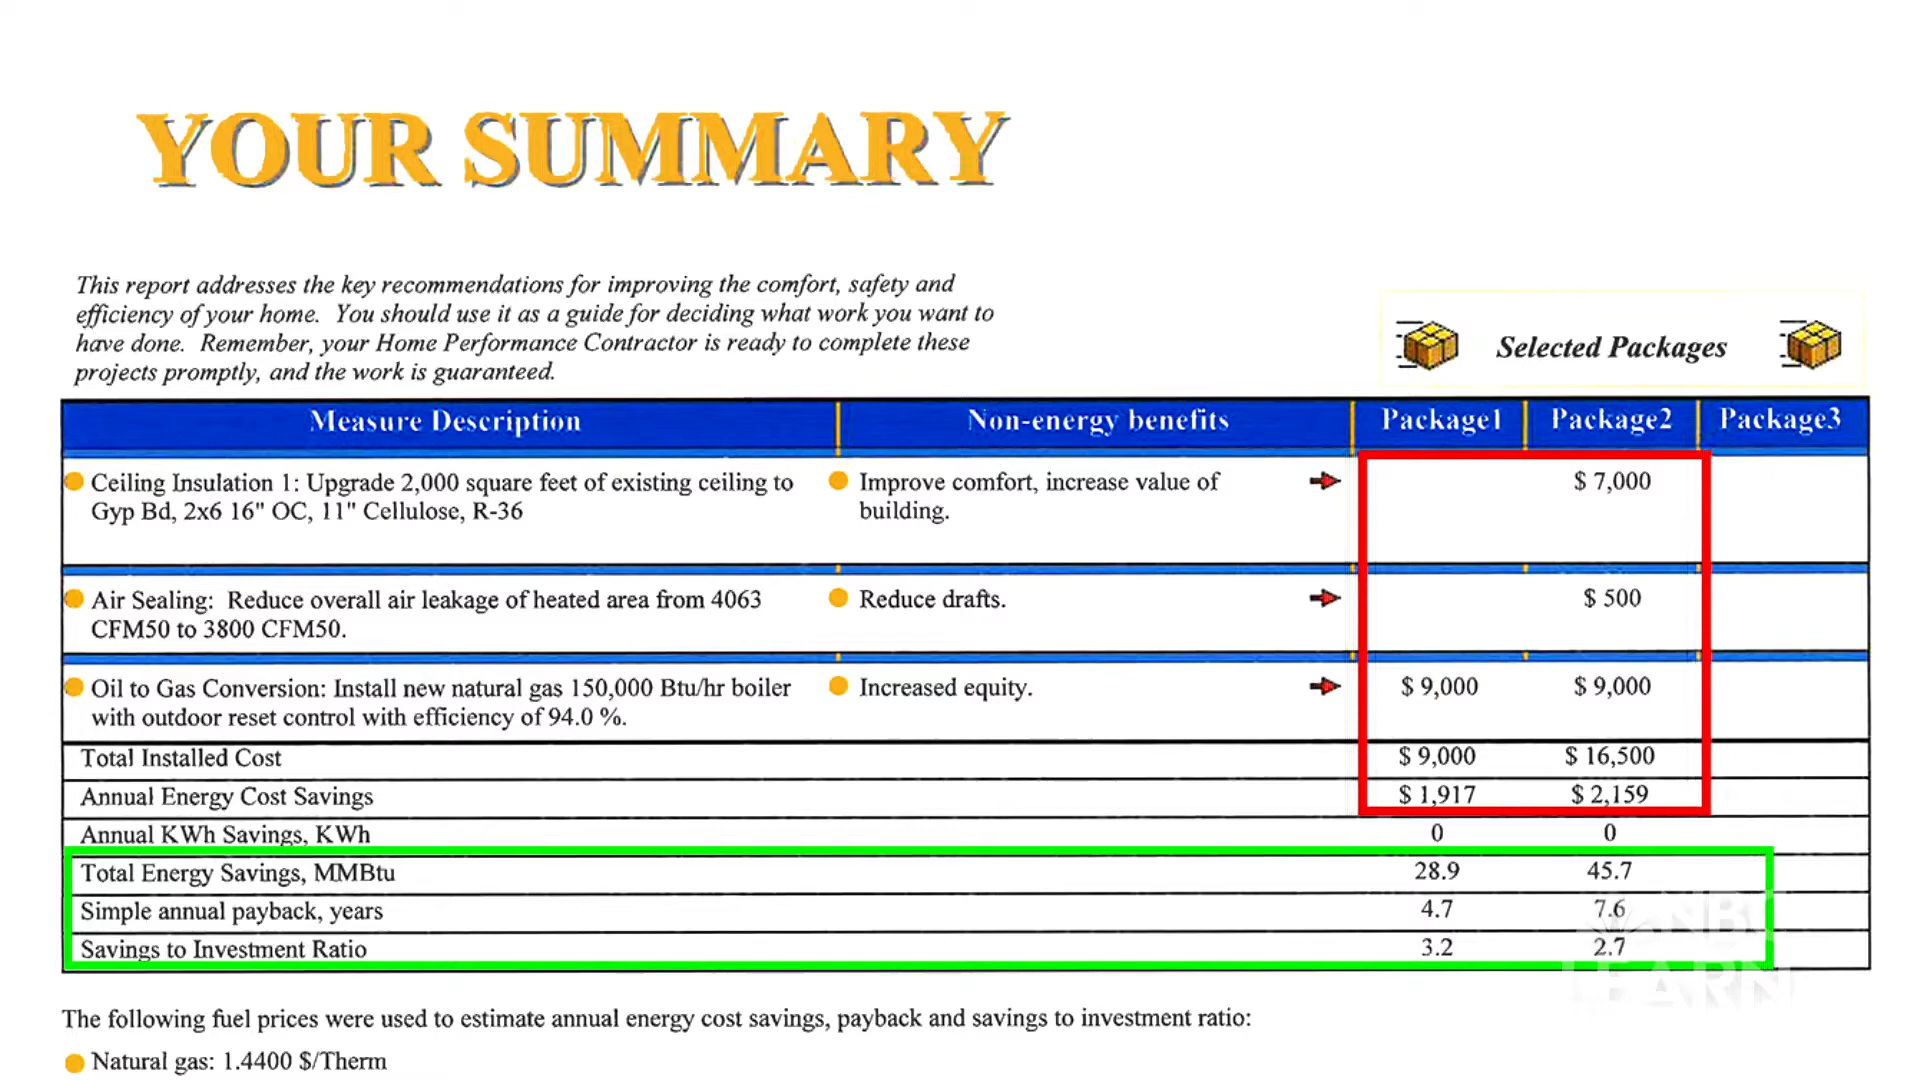 YOUR SUMMARY
This report addresses the key recommendations for improving the comfort, safety and
efficiency of your home. You should use it as a guide for deciding what work you want to
have done. Remember, your Home Performance Contractor is ready to complete these
projects promptly, and the work is guaranteed.
Selected Packages
Measure Description Non-energy benefits Package1 Package2 Package3
Ceiling Insulation 1: Upgrade 2,000 square feet of existing ceiling to
Gyp Bd, 2x6 16" OC, 11" Cellulose, R-36
Improve comfort, increase value of
building.
$ 7,000
Air Sealing: Reduce overall air leakage of heated area from 4063
CFM50 to 3800 CFM50.
Reduce drafts.
$ 500
Oil to Gas Conversion: Install new natural gas 150,000 Btu/hr boiler
with outdoor reset control with efficiency of 94.0 %.
Increased equity.
$ 9,000 $ 9,000
Total Installed Cost $ 9,000 $ 16,500
Annual Energy Cost Savings $ 1,917 $ 2,159
Annual KWh Savings, KWh 0 0
Total Energy Savings, MMBtu 28.9 45.7
Simple annual payback, years 4.7 7.6
Savings to Investment Ratio 3.2 2.7
NBC
LEARN
The following fuel prices were used to estimate annual energy cost savings, payback and savings to investment ratio:
Natural gas: 1.4400 $/Therm